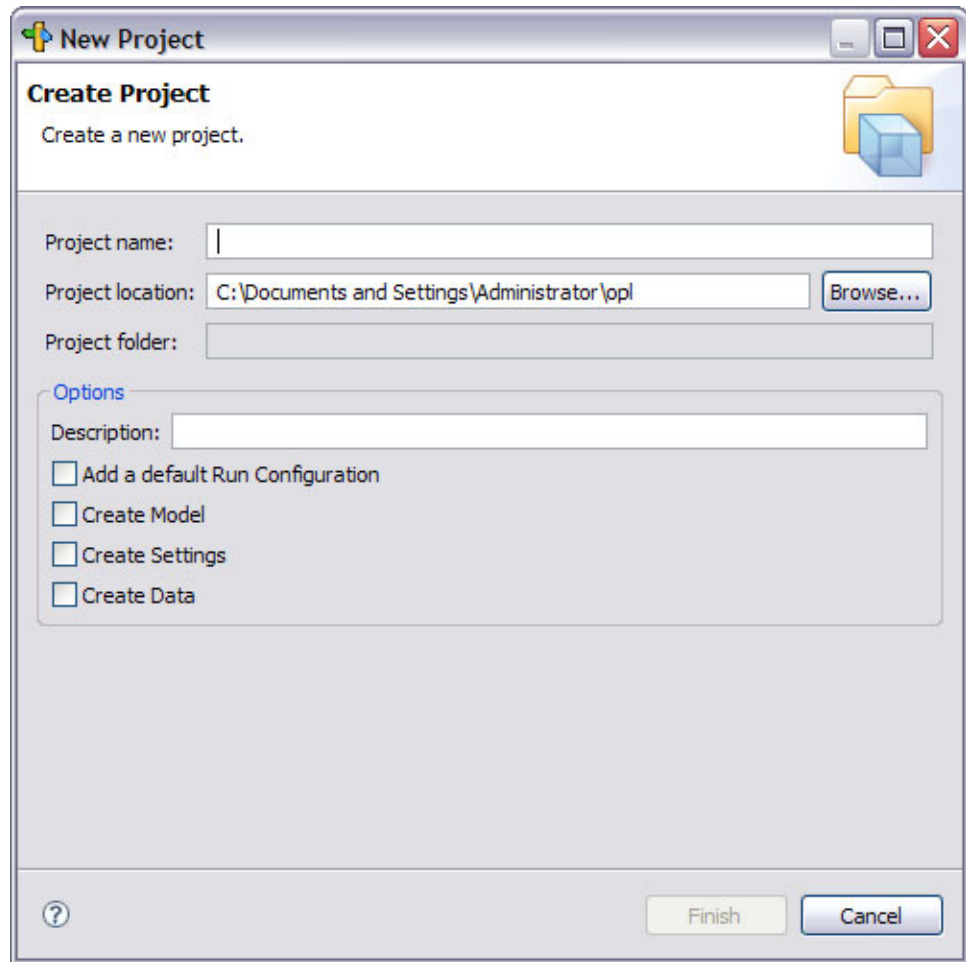 New Project
Create Project
Create a new project.
Project name:
Project location: C:\Documents and Settings\Administrator\opl Browse...
Project folder:
Options
Description:
Add a default Run Configuration
Create Model
Create Settings
Create Data
? Finish Cancel